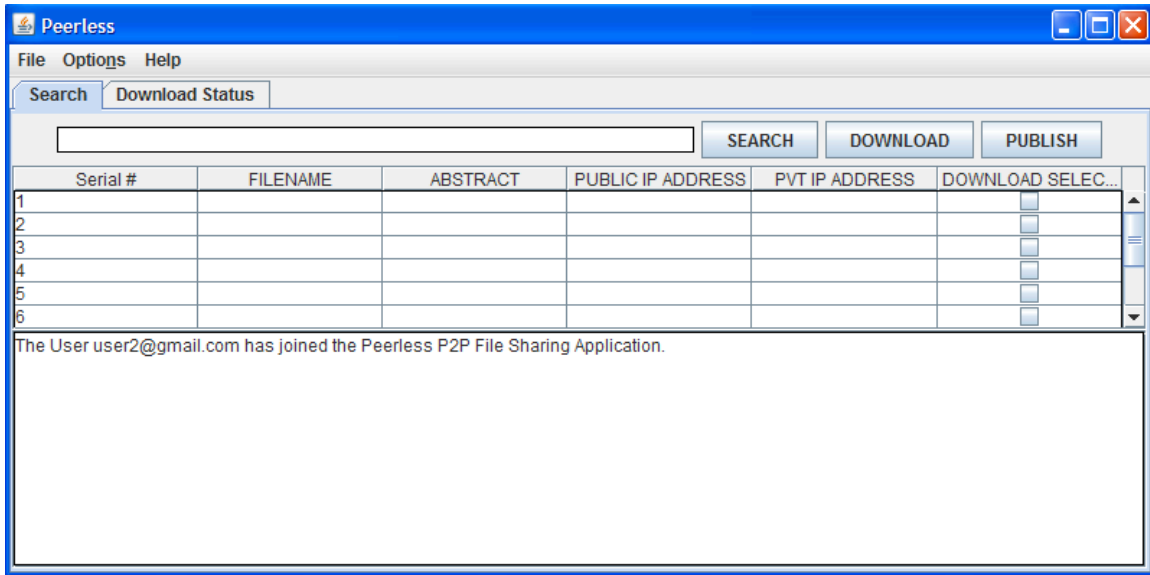 Peerless
File Options Help
Search Download Status
SEARCH DOWNLOAD PUBLISH
Serial # FILENAME ABSTRACT PUBLIC IP ADDRESS PVT IP ADDRESS DOWNLOAD SELEC...
1
2
3
4
5
6
The User user2@gmail.com has joined the Peerless P2P File Sharing Application.